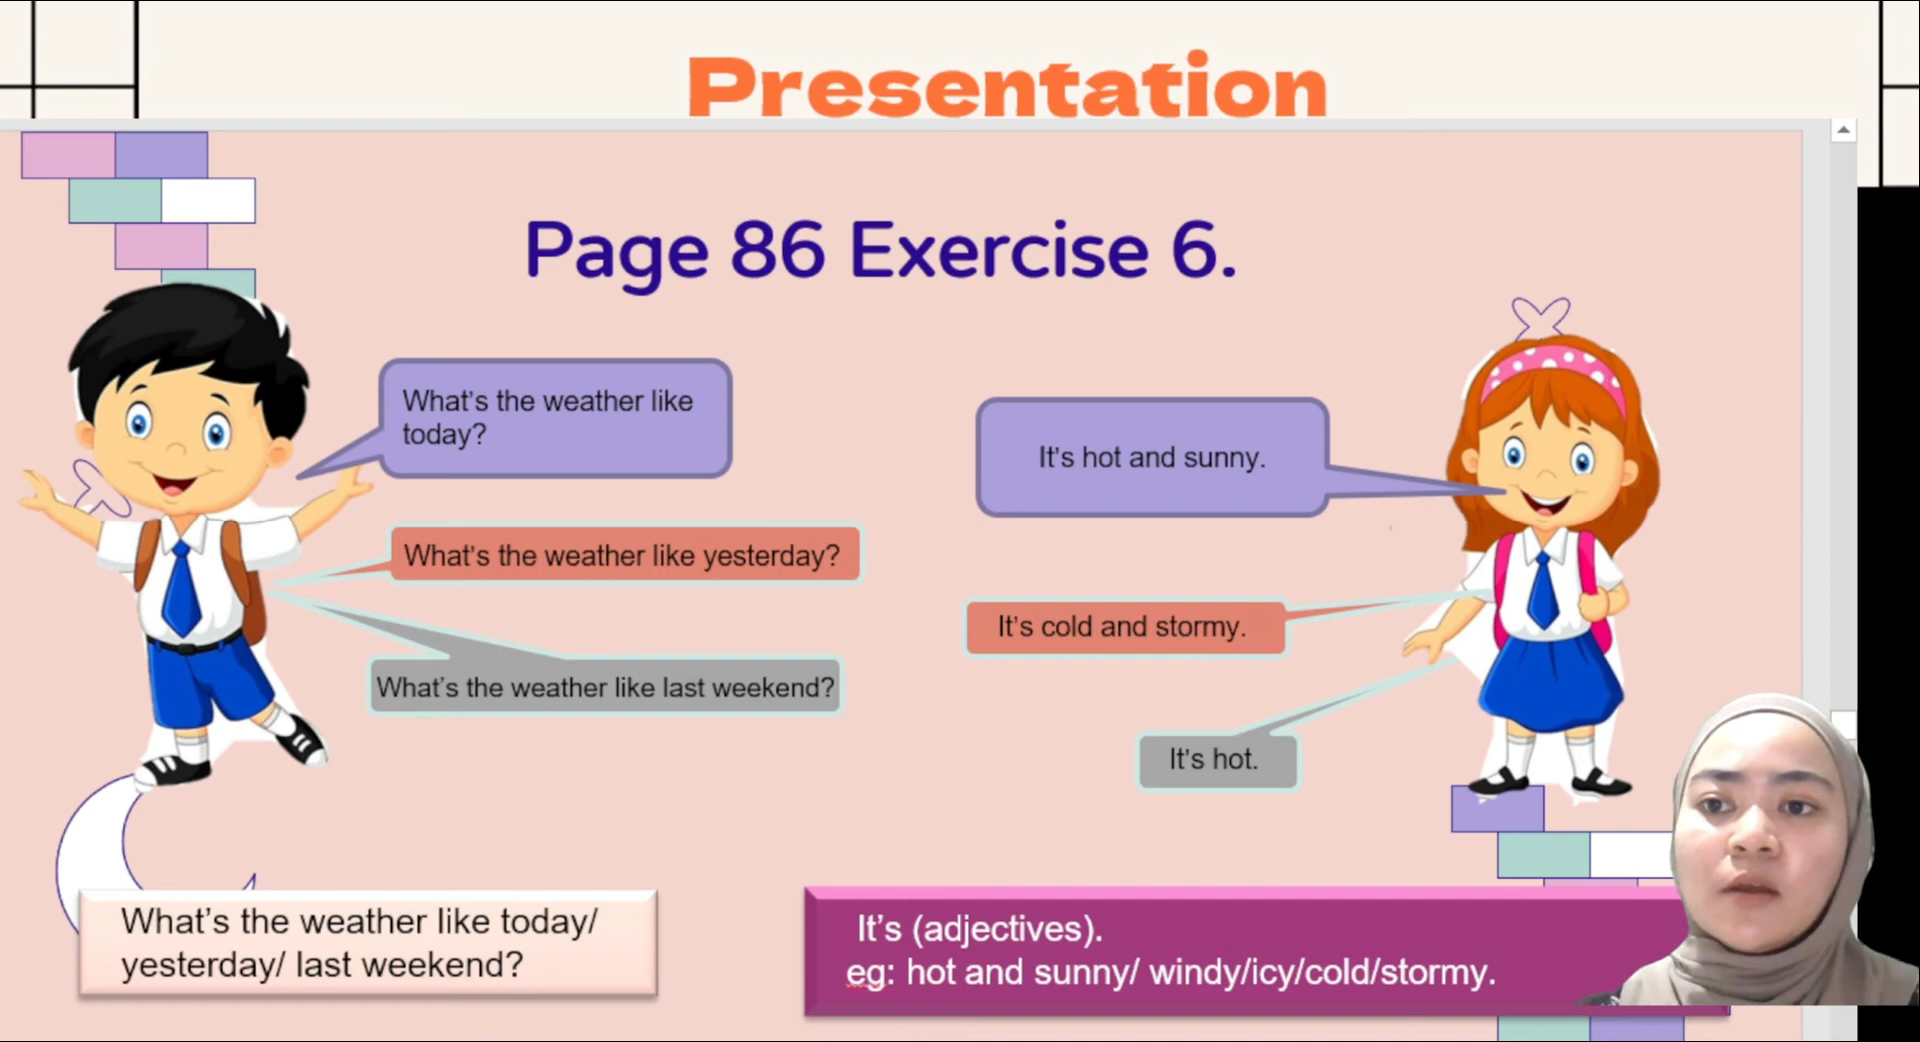 Presentation
Page 86 Exercise 6.
What's the weather like
today?
It's hot and sunny.
What's the weather like yesterday?
It's cold and stormy.
What's the weather like last weekend?
It's hot.
What's the weather like today/
yesterday/ last weekend?
It's (adjectives).
eg: hot and sunny/ windy/icy/cold/stormy.